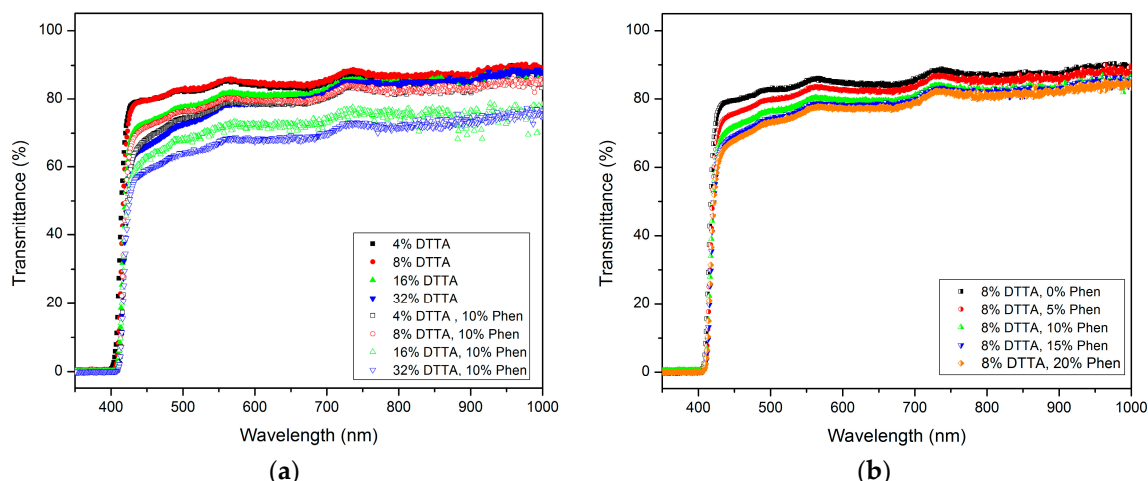 100
80
60
40
20
0
Transmittance (%)
4% DTTA
8% DTTA
16% DTTA
32% DTTA
4% DTTA , 10% Phen
8% DTTA, 10% Phen
16% DTTA, 10% Phen
32% DTTA, 10% Phen
400 500 600 700 800 900 1000
Wavelength (nm)
(a)
100
80
60
40
20
0
Transmittance (%)
8% DTTA, 0% Phen
8% DTTA, 5% Phen
8% DTTA, 10% Phen
8% DTTA, 15% Phen
8% DTTA, 20% Phen
400 500 600 700 800 900 1000
Wavelength (nm)
(b)